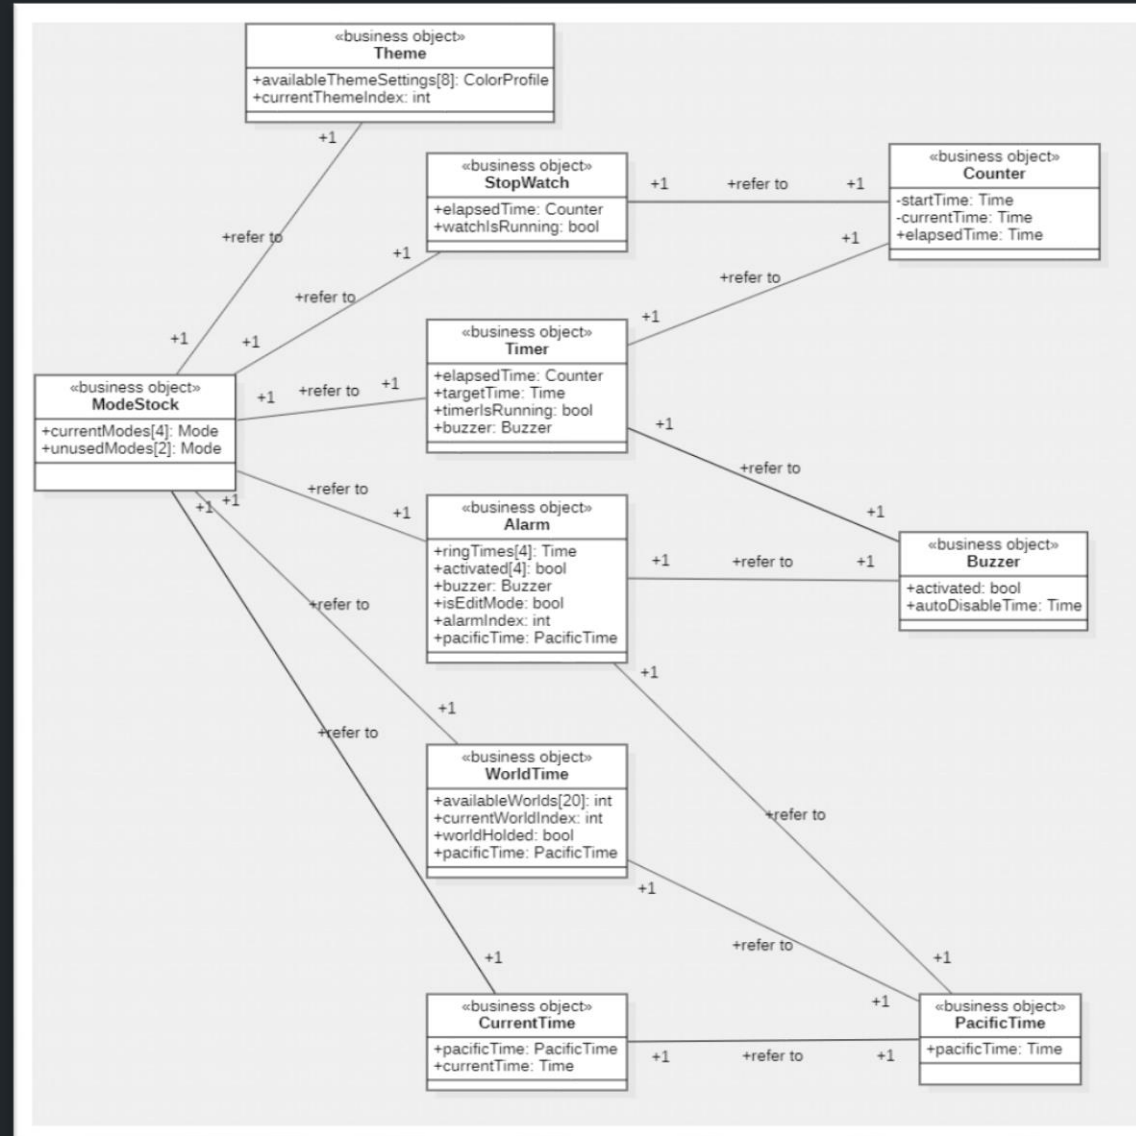 «business object»
Theme
+availableThemeSettings[8]: ColorProfile
+currentThemeIndex: int
+1
+refer to
+1
«business object»
StopWatch
+elapsedTime: Counter
+watchIsRunning: bool
+1
+refer to
+1
«business object»
Counter
-startTime: Time
-currentTime: Time
+elapsedTime: Time
+1
+refer to
+1
+1
+refer to
+1
«business object»
Timer
+elapsedTime: Counter
+targetTime: Time
+timerIsRunning: bool
+buzzer: Buzzer
«business object»
ModeStock
+currentModes[4]: Mode
+unusedModes[2]: Mode
+1
+refer to
+1
+1
+refer to
+1
+1
+1
+refer to
+1
«business object»
Alarm
+ringTimes[4]: Time
+activated[4]: bool
+buzzer: Buzzer
+isEditMode: bool
+alarmIndex: int
+pacificTime: PacificTime
+1
+refer to
+1
«business object»
Buzzer
+activated: bool
+autoDisableTime: Time
+refer to
+1
+1
+refer to
+1
+refer to
+1
«business object»
WorldTime
+availableWorlds[20]: int
+currentWorldIndex: int
+worldHolded: bool
+pacificTime: PacificTime
+1
+refer to
+1
«business object»
CurrentTime
+pacificTime: PacificTime
+currentTime: Time
+1
+refer to
+1
«business object»
PacificTime
+pacificTime: Time